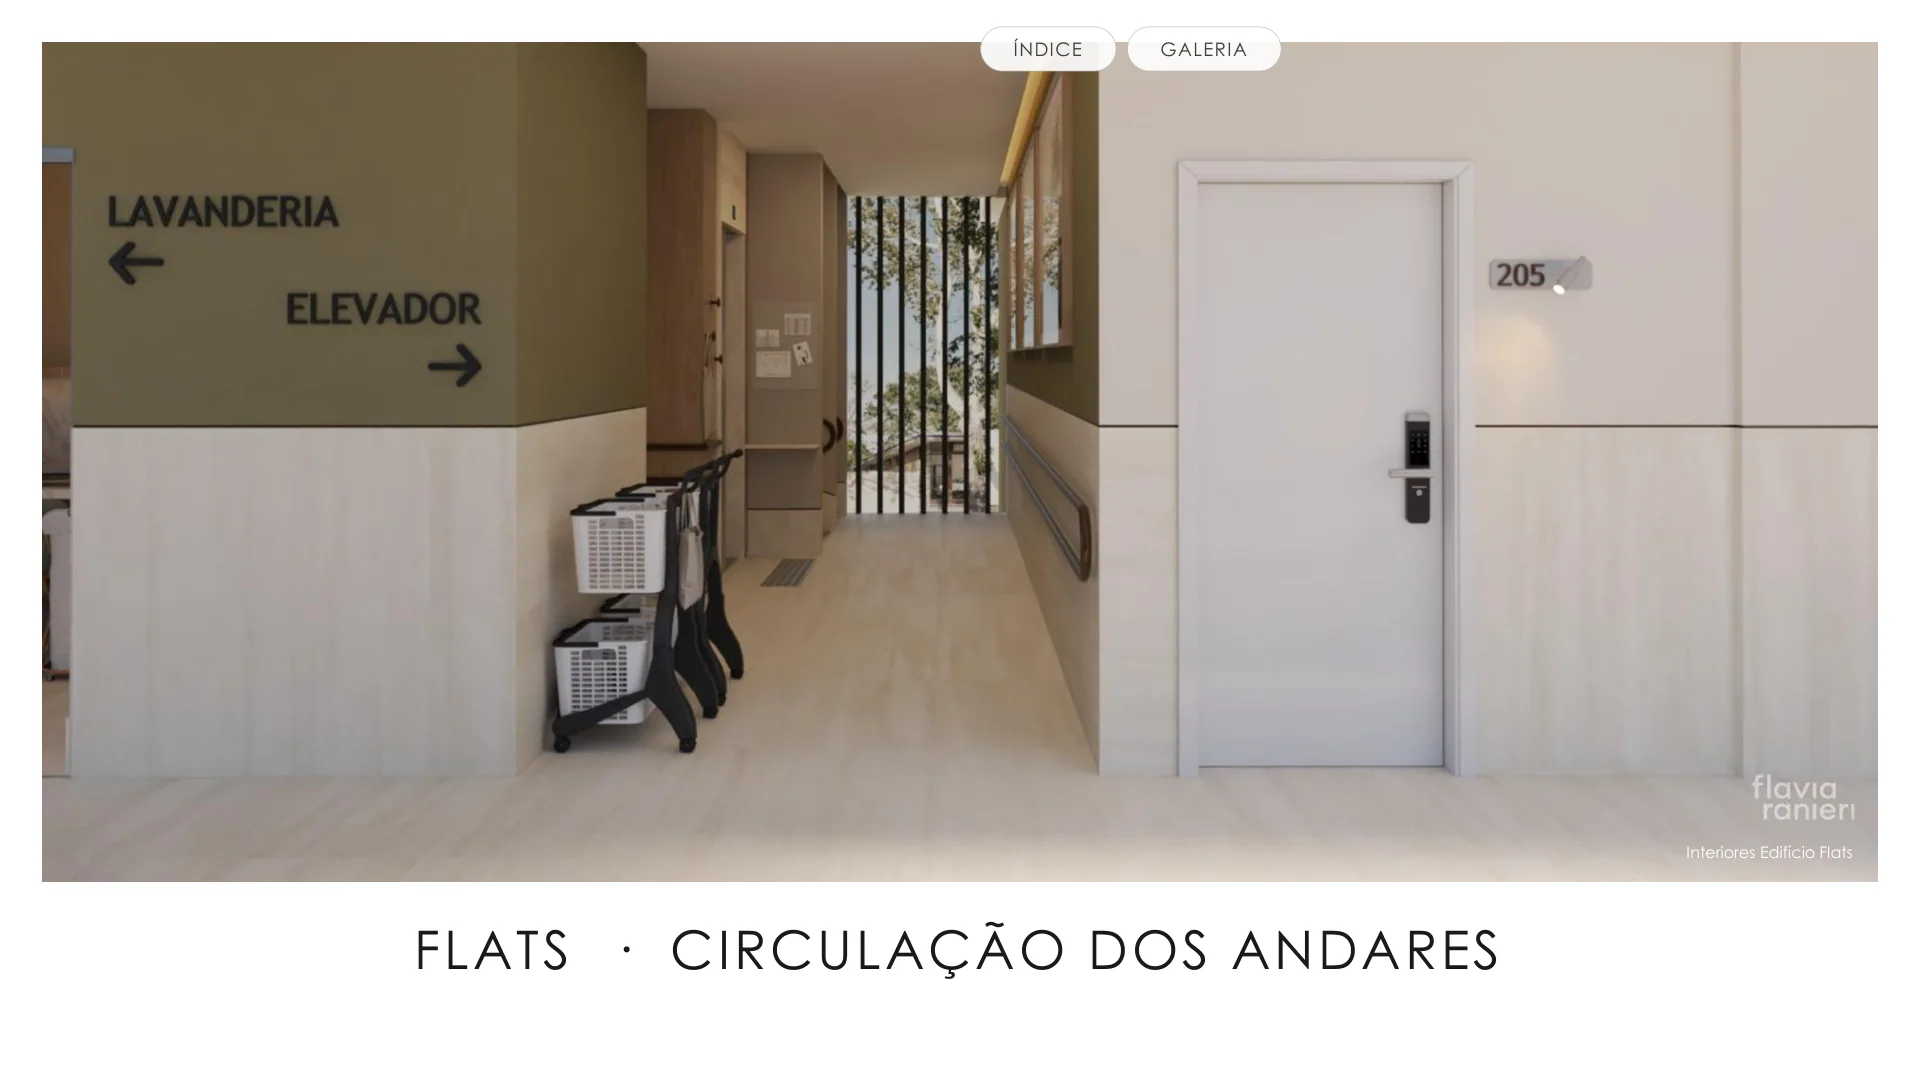 ÍNDICE
GALERIA
LAVANDERIA
ELEVADOR
205
flavia
ranieri
Interiores Edifício Flats
FLATS · CIRCULAÇÃO DOS ANDARES